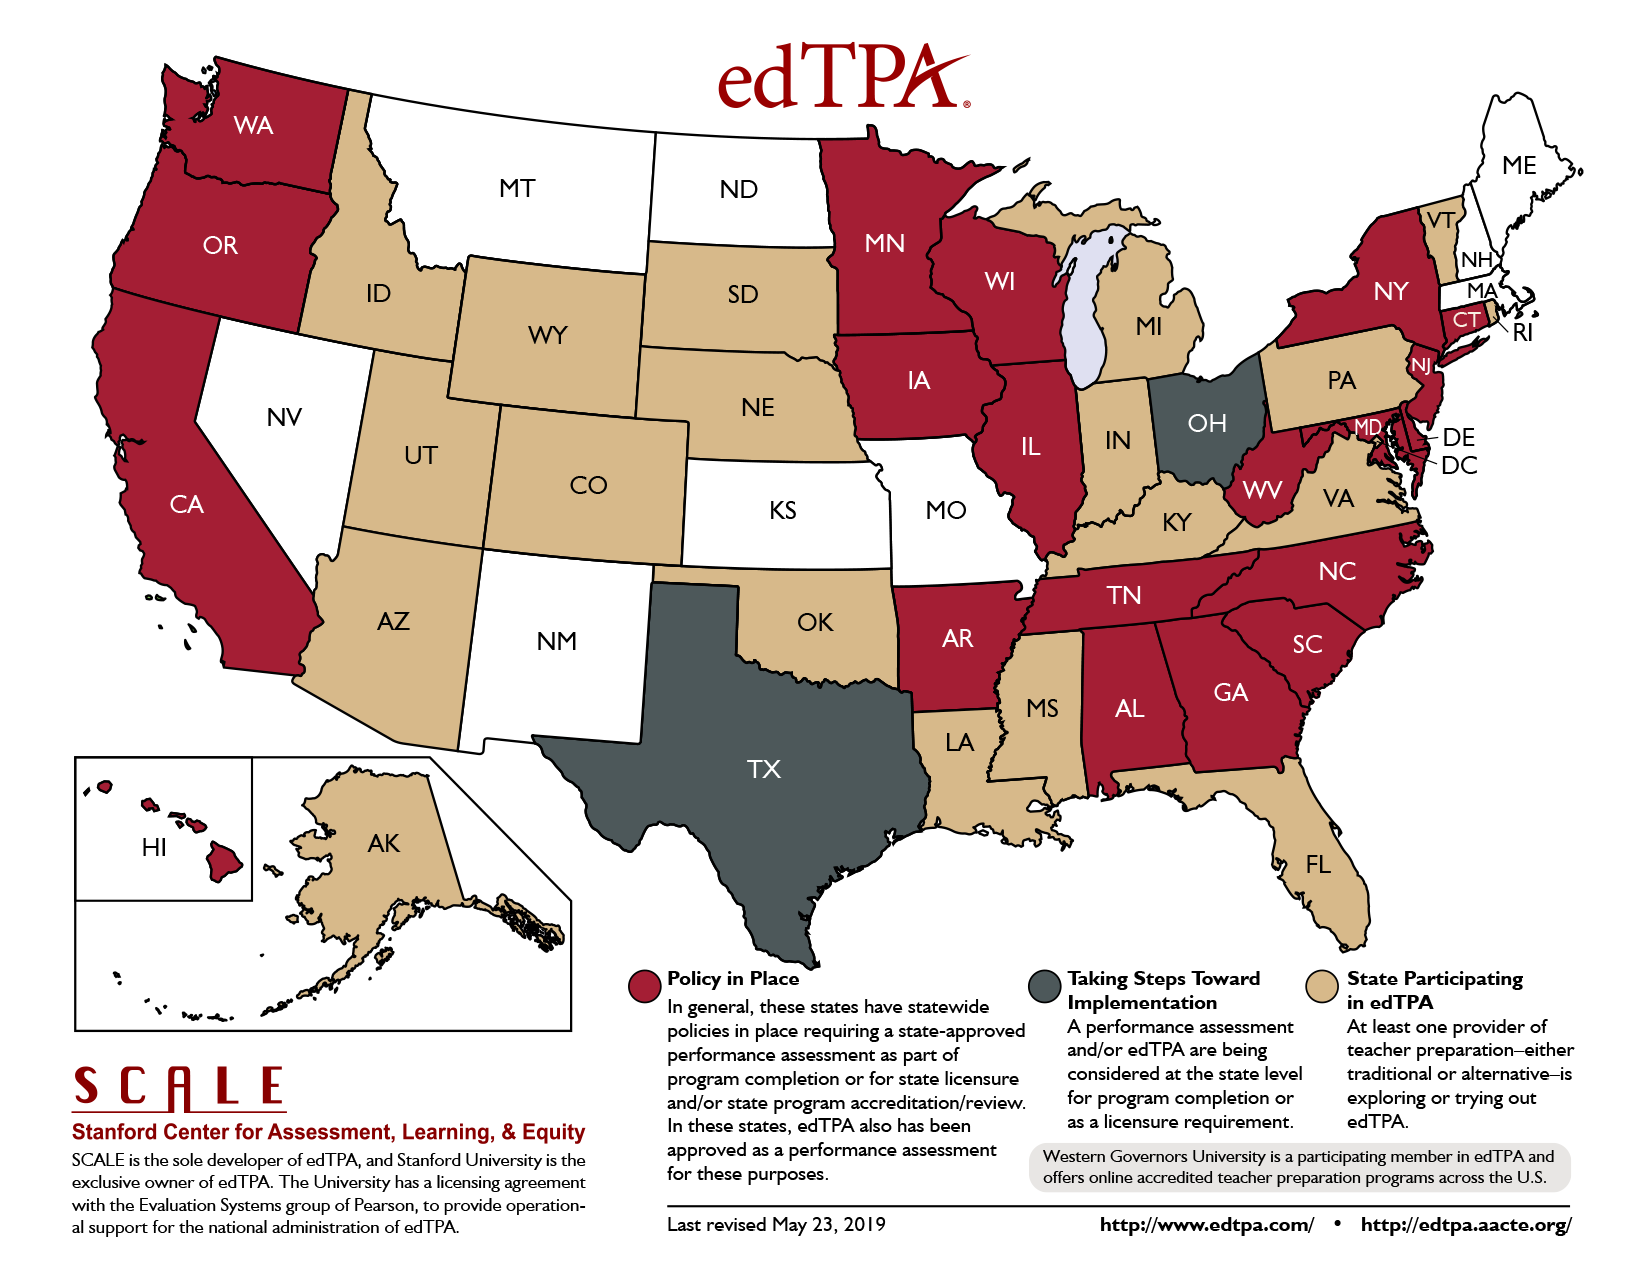 edTPA®
WA
MT
ND
MN
ME
OR
ID
SD
WI
MI
NY
VT
NH
MA
CT
RI
WY
IA
NE
PA
NJ
NV
UT
CO
KS
MO
IL
IN
OH
WV
VA
MD
DE
DC
CA
KY
AZ
NM
OK
AR
TN
NC
SC
MS
AL
GA
LA
TX
FL
HI
AK
Policy in Place
In general, these states have statewide
policies in place requiring a state-approved
performance assessment as part of
program completion or for state licensure
and/or state program accreditation/review.
In these states, edTPA also has been
approved as a performance assessment
for these purposes.
Taking Steps Toward
Implementation
A performance assessment
and/or edTPA are being
considered at the state level
for program completion or
as a licensure requirement.
State Participating
in edTPA
At least one provider of
teacher preparation–either
traditional or alternative–is
exploring or trying out
edTPA.
Western Governors University is a participating member in edTPA and
offers online accredited teacher preparation programs across the U.S.
SCALE
Stanford Center for Assessment, Learning, & Equity
SCALE is the sole developer of edTPA, and Stanford University is the
exclusive owner of edTPA. The University has a licensing agreement
with the Evaluation Systems group of Pearson, to provide operation-
al support for the national administration of edTPA.
Last revised May 23, 2019
http://www.edtpa.com/ • http://edtpa.aacte.org/